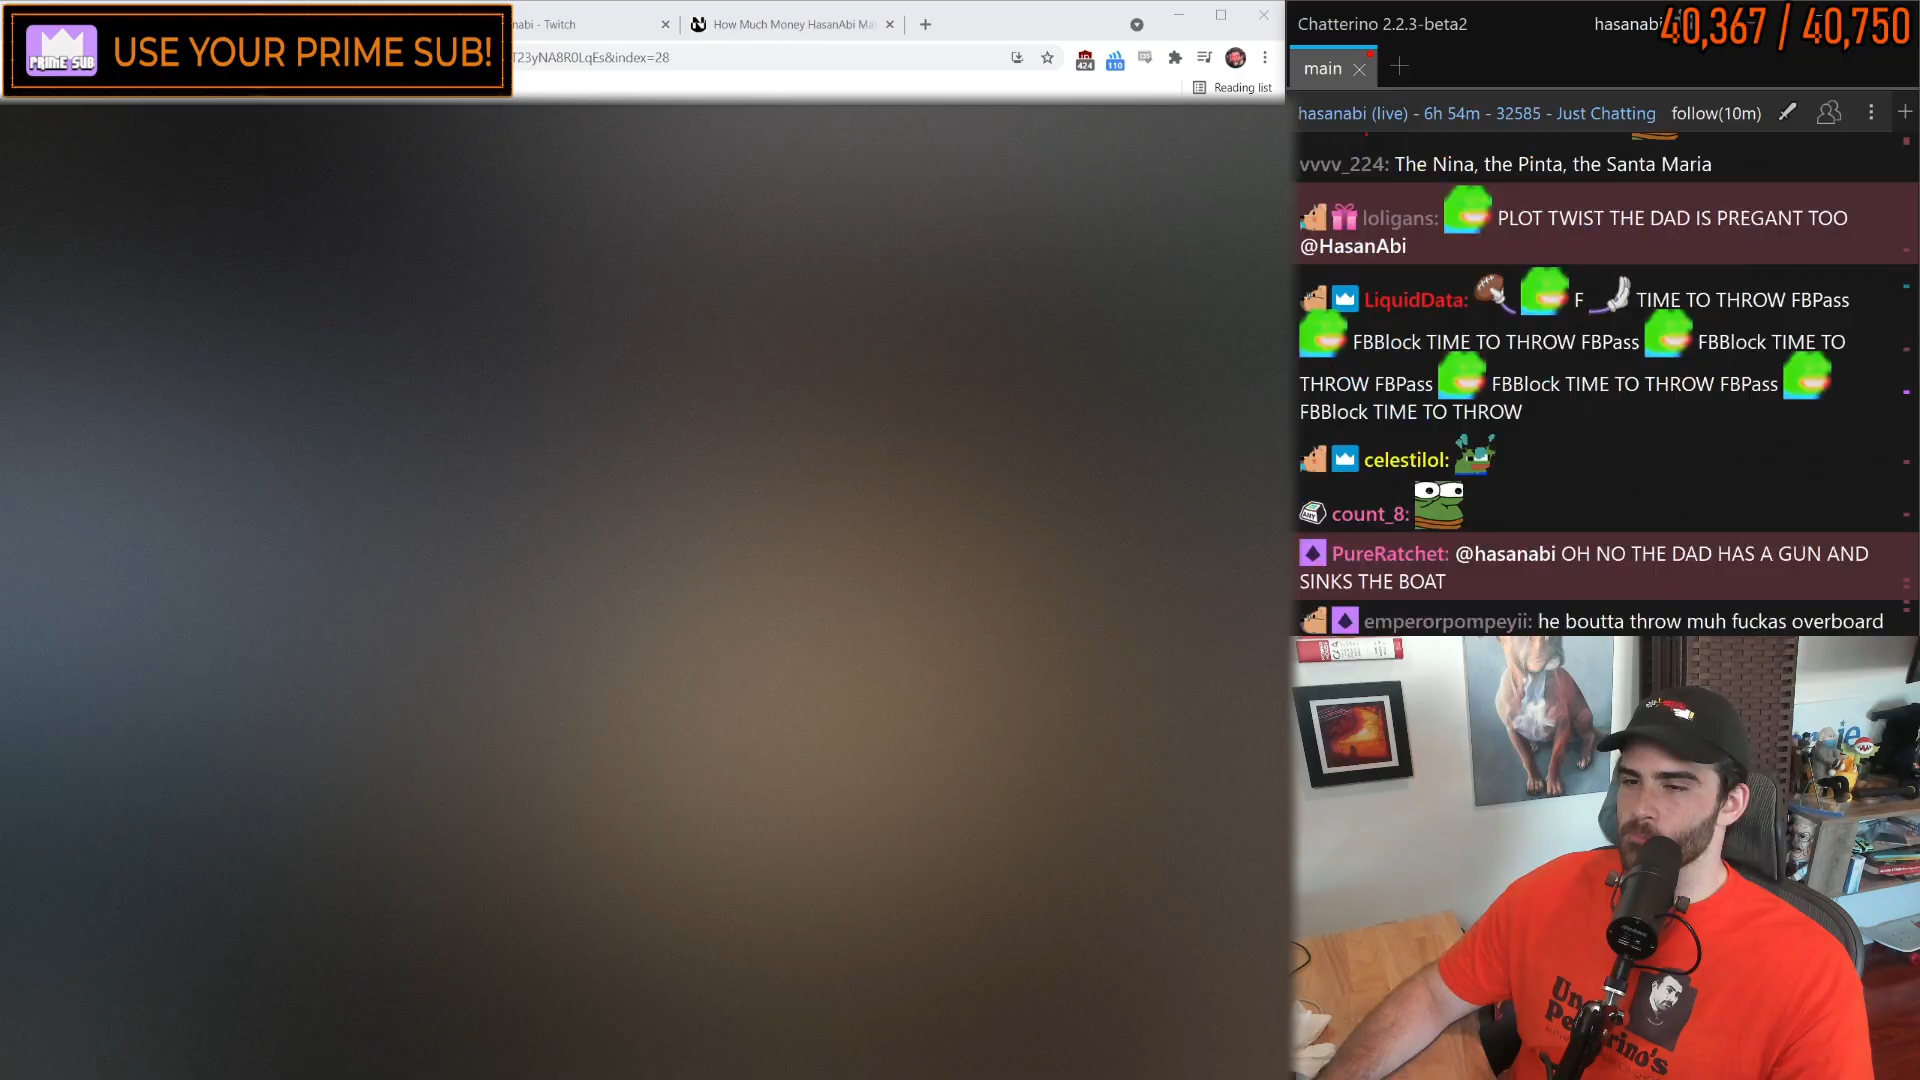 PRIME SUB
USE YOUR PRIME SUB!
nabi - Twitch
How Much Money HasanAbi Ma
T23yNA8R0LqEs&index=28
424
110
Reading list
Chatterino 2.2.3-beta2
hasanabi
40,367 / 40,750
main
hasanabi (live) - 6h 54m - 32585 - Just Chatting
follow(10m)
vvvv_224: The Nina, the Pinta, the Santa Maria
loligans: PLOT TWIST THE DAD IS PREGANT TOO
@HasanAbi
LiquidData: F TIME TO THROW FBPass
FBBlock TIME TO THROW FBPass FBBlock TIME TO
THROW FBPass FBBlock TIME TO THROW FBPass
FBBlock TIME TO THROW
celestilol:
ANY count_8:
PureRatchet: @hasanabi OH NO THE DAD HAS A GUN AND
SINKS THE BOAT
emperorpompeyii: he boutta throw muh fuckas overboard